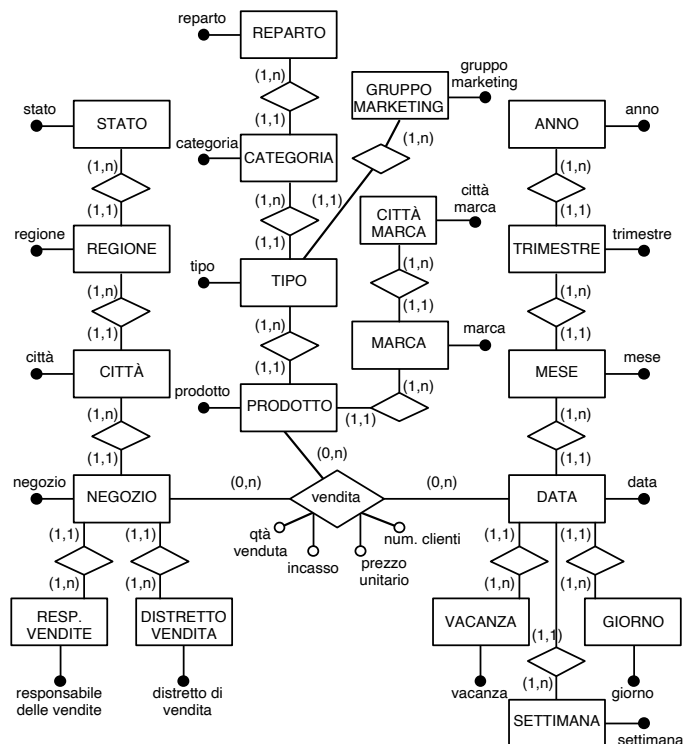 reparto
REPARTO
(1,n)
(1,1)
gruppo
marketing
GRUPPO
MARKETING
(1,n)
(1,1)
stato
STATO
(1,n)
(1,1)
categoria
CATEGORIA
(1,n)
(1,1)
anno
ANNO
(1,n)
(1,1)
città
marca
CITTÀ
MARCA
(1,n)
(1,1)
regione
REGIONE
(1,n)
(1,1)
tipo
TIPO
(1,n)
(1,1)
trimestre
TRIMESTRE
(1,n)
(1,1)
marca
MARCA
(1,n)
(1,1)
città
CITTÀ
(1,n)
(1,1)
mese
MESE
(1,n)
(1,1)
prodotto
PRODOTTO
(0,n)
negozio
NEGOZIO
(0,n)
vendita
(0,n)
DATA
data
qtà
venduta
incasso
prezzo
unitario
num. clienti
(1,1)
(1,n)
(1,1)
(1,n)
(1,1)
(1,n)
(1,1)
(1,n)
RESP.
VENDITE
DISTRETTO
VENDITA
VACANZA
GIORNO
(1,1)
(1,n)
responsabile
delle vendite
distretto di
vendita
vacanza
giorno
SETTIMANA
settimana